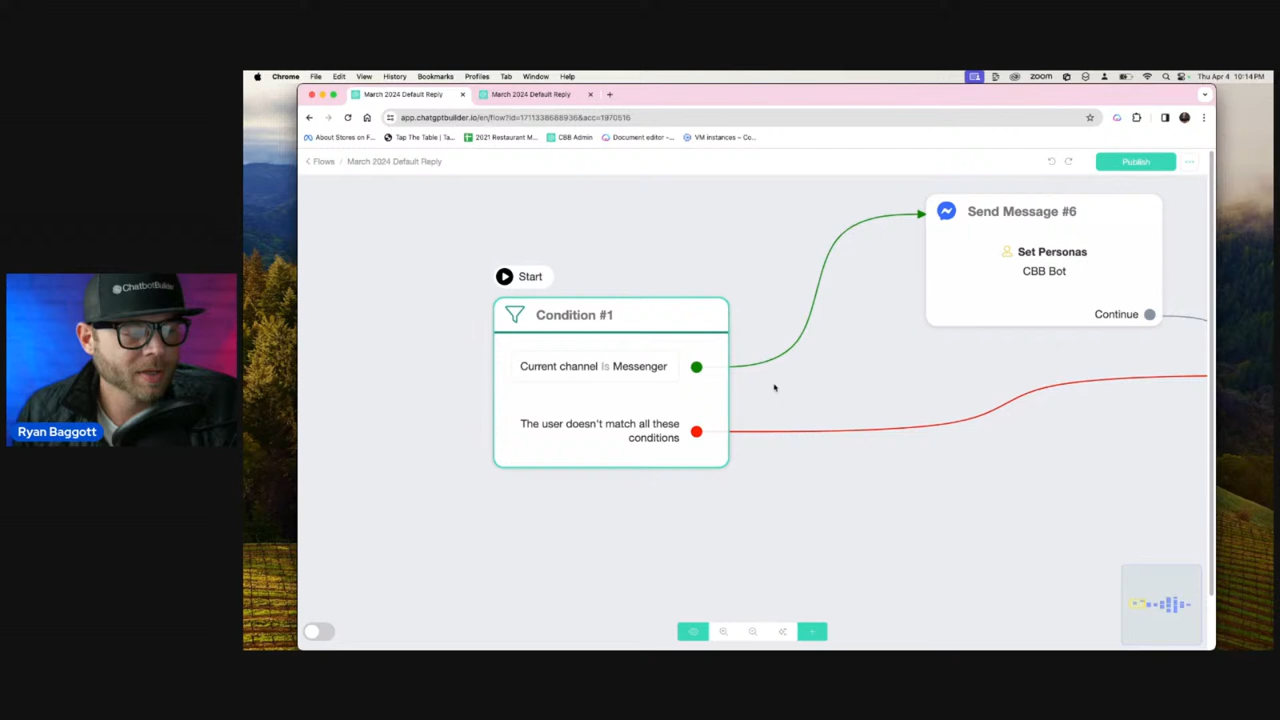 Chrome File Edit View History Bookmarks Profiles Tab Window Help
zoom Thu Apr 4 10:14 PM
March 2024 Default Reply
March 2024 Default Reply
app.chatgptbuilder.io/en/flow?id=1711338688936&acc=1970516
About Stores on F... Tap The Table | Ta... 2021 Restaurant M... CBB Admin Document editor -... VM instances – Co...
Flows / March 2024 Default Reply
Publish
Send Message #6
Set Personas
CBB Bot
Continue
Start
Condition #1
Current channel Is Messenger
The user doesn't match all these
conditions
ChatbotBuilder
Ryan Baggott